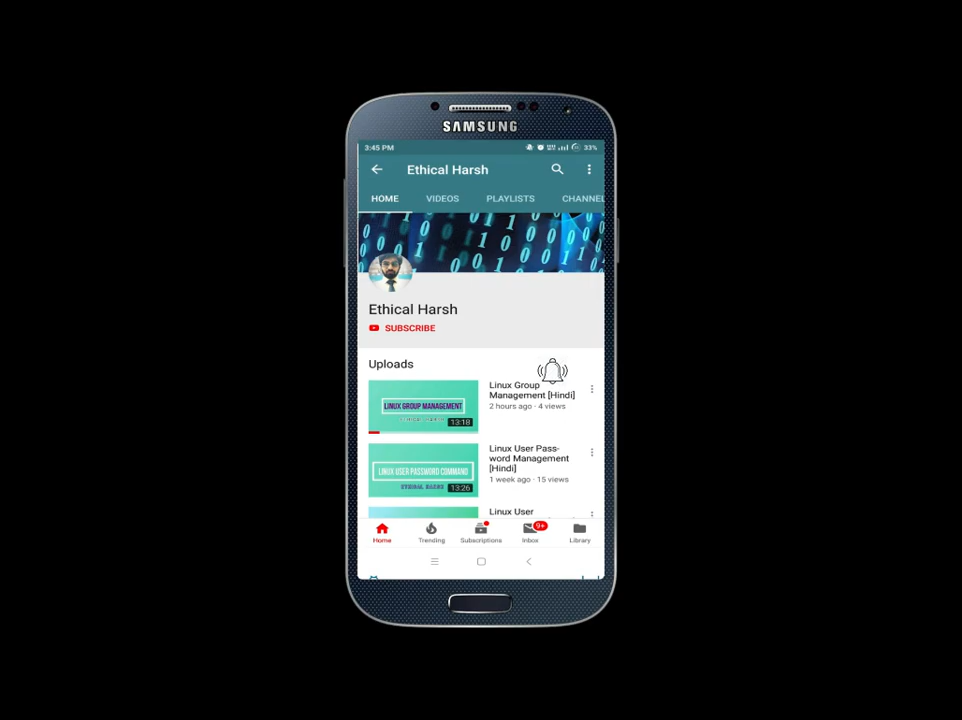 SAMSUNG
3:45 PM
33%
Ethical Harsh
HOME VIDEOS PLAYLISTS CHANNEL
Ethical Harsh
SUBSCRIBE
Uploads
LINUX GROUP MANAGEMENT
13:18
Linux Group
Management [Hindi]
2 hours ago · 4 views
LINUX USER PASSWORD COMMAND
13:26
Linux User Pass-
word Management
[Hindi]
1 week ago · 15 views
Linux User
9+
Home Trending Subscriptions Inbox Library